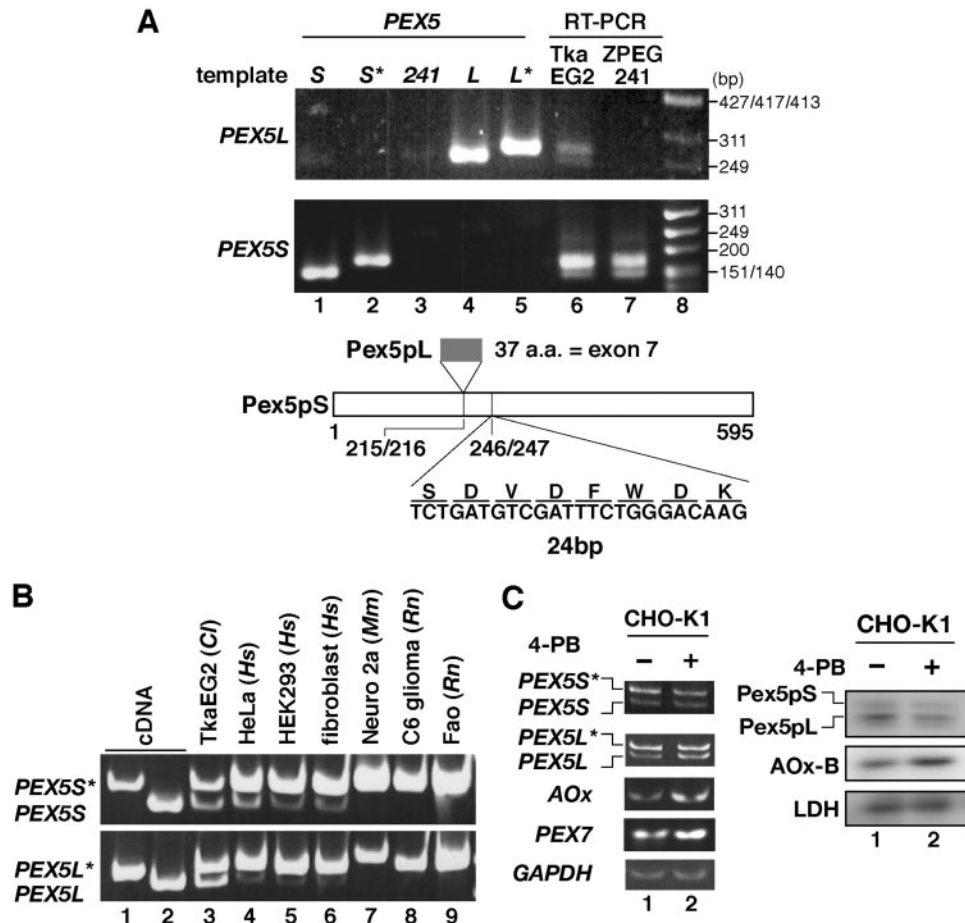 A
PEX5 RT-PCR
template S S* 241 L L* Tka EG2 ZPEG 241 (bp)
PEX5L
427/417/413
311
249
PEX5S
311
249
200
151/140
1 2 3 4 5 6 7 8
Pex5pL 37 a.a. = exon 7
Pex5pS
1 595
215/216 246/247
S D V D F W D K
TCTGATGTCGATTTCTGGGACAAG
24bp
B
cDNA TkaEG2 (Cl) HeLa (Hs) HEK293 (Hs) fibroblast (Hs) Neuro 2a (Mm) C6 glioma (Rn) Fao (Rn)
PEX5S*
PEX5S
PEX5L*
PEX5L
1 2 3 4 5 6 7 8 9
C
CHO-K1
4-PB − +
PEX5S*
PEX5S
PEX5L*
PEX5L
AOx
PEX7
GAPDH
1 2
CHO-K1
4-PB − +
Pex5pS
Pex5pL
AOx-B
LDH
1 2